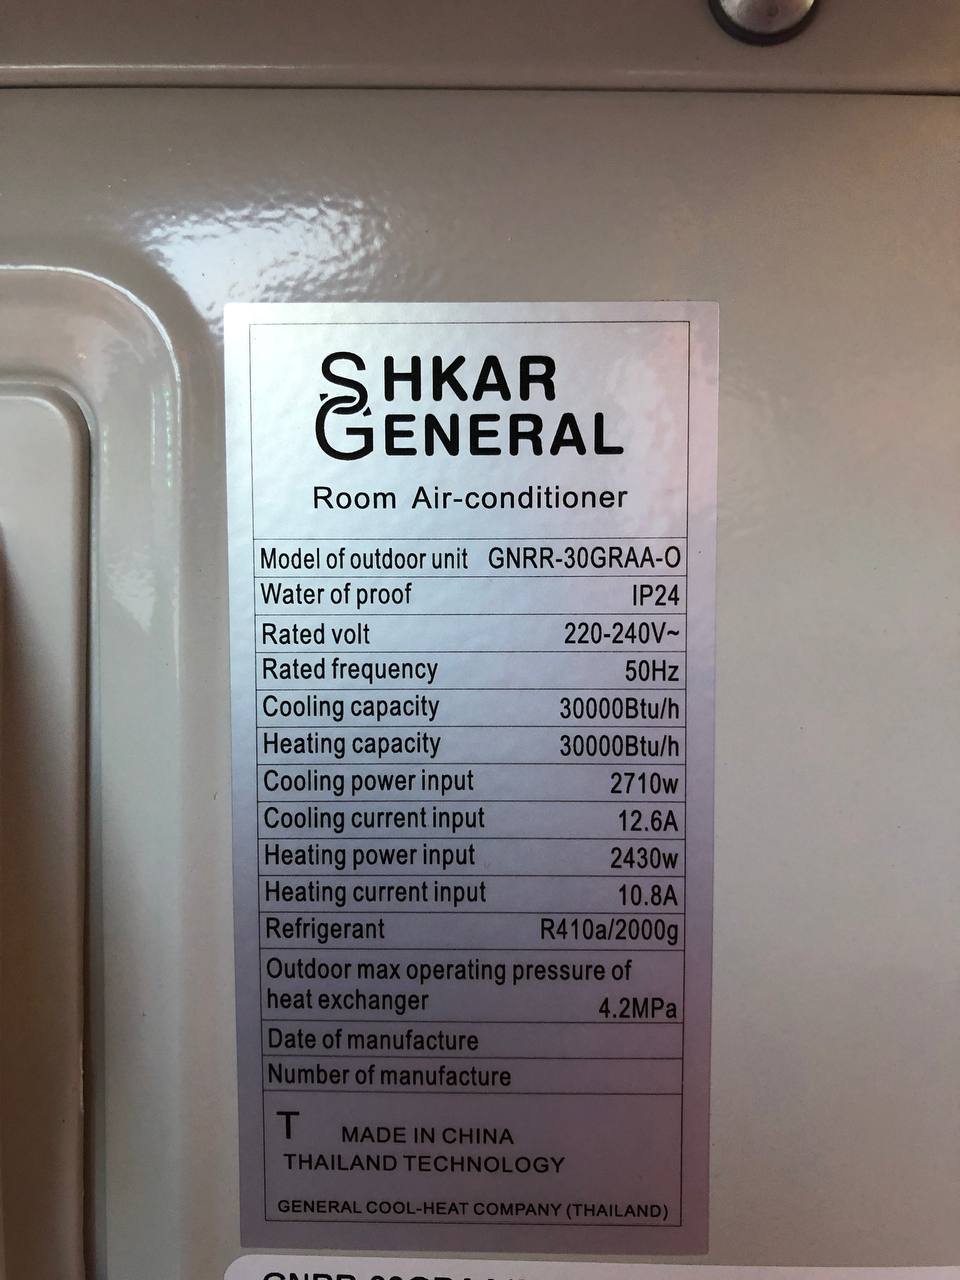 SHKAR
GENERAL
Room Air-conditioner
Model of outdoor unit GNRR-30GRAA-O
Water of proof IP24
Rated volt 220-240V~
Rated frequency 50Hz
Cooling capacity 30000Btu/h
Heating capacity 30000Btu/h
Cooling power input 2710w
Cooling current input 12.6A
Heating power input 2430w
Heating current input 10.8A
Refrigerant R410a/2000g
Outdoor max operating pressure of
heat exchanger 4.2MPa
Date of manufacture
Number of manufacture
T MADE IN CHINA
THAILAND TECHNOLOGY
GENERAL COOL-HEAT COMPANY (THAILAND)